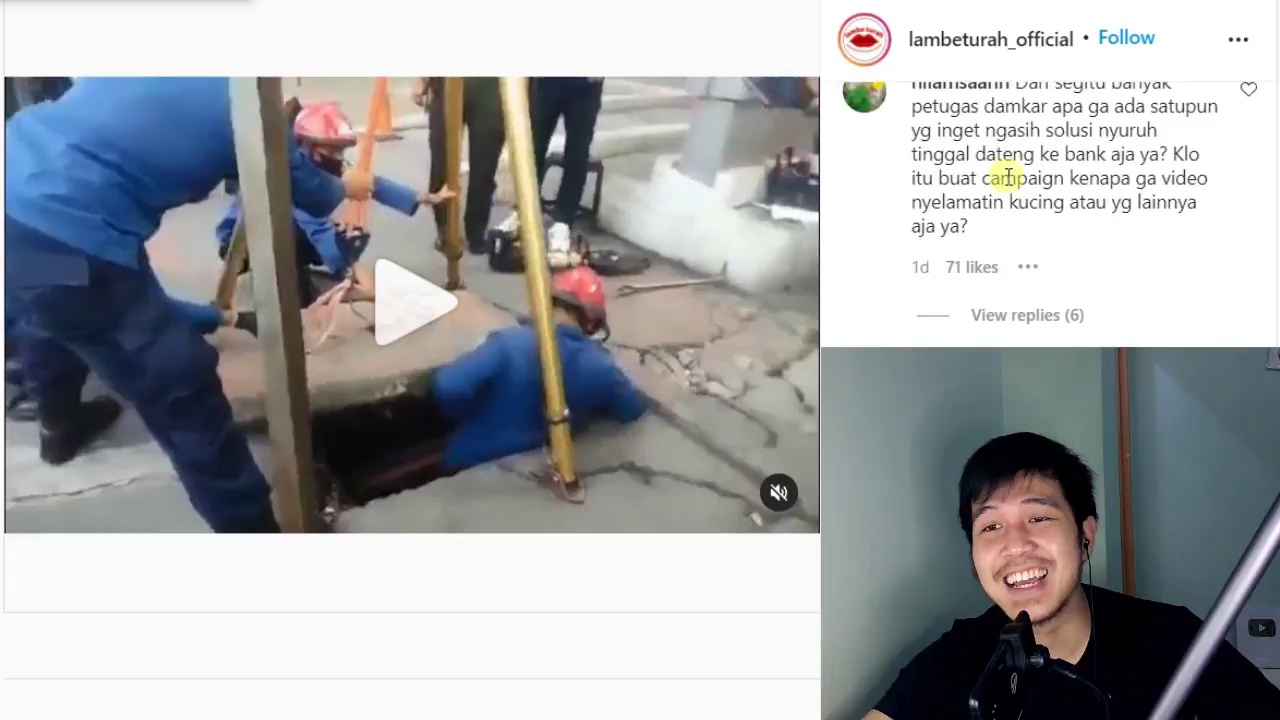 lambeturah_official • Follow
nilamsaann Dari segitu banyak
petugas damkar apa ga ada satupun
yg inget ngasih solusi nyuruh
tinggal dateng ke bank aja ya? Klo
itu buat campaign kenapa ga video
nyelamatin kucing atau yg lainnya
aja ya?
1d 71 likes
View replies (6)